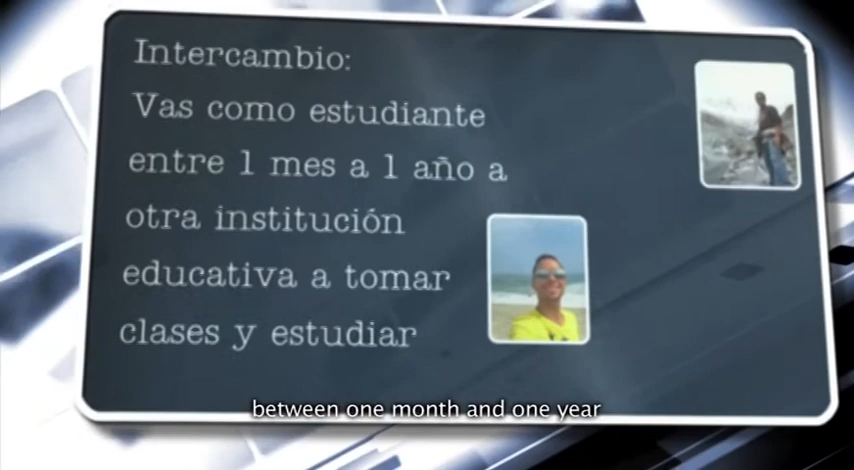 Intercambio:
Vas como estudiante
entre 1 mes a 1 año a
otra institución
educativa a tomar
clases y estudiar
between one month and one year